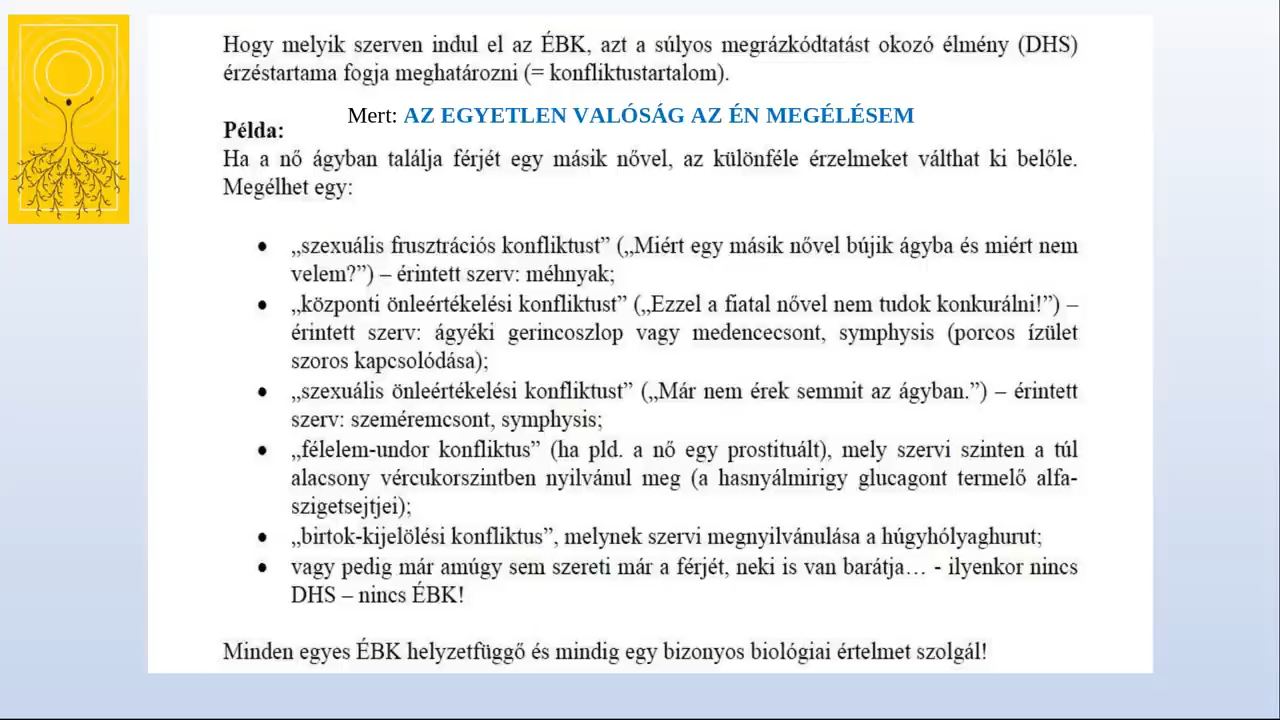 Hogy melyik szerven indul el az ÉBK, azt a súlyos megrázkódtatást okozó élmény (DHS)
érzéstartama fogja meghatározni (= konfliktustartalom).
Mert: AZ EGYETLEN VALÓSÁG AZ ÉN MEGÉLÉSEM
Példa:
Ha a nő ágyban találja férjét egy másik nővel, az különféle érzelmeket válthat ki belőle.
Megélhet egy:
• „szexuális frusztrációs konfliktust” („Miért egy másik nővel bújik ágyba és miért nem
velem?”) – érintett szerv: méhnyak;
• „központi önleértékelési konfliktust” („Ezzel a fiatal nővel nem tudok konkurálni!”) –
érintett szerv: ágyéki gerincoszlop vagy medencecsont, symphysis (porcos ízület
szoros kapcsolódása);
• „szexuális önleértékelési konfliktust” („Már nem érek semmit az ágyban.”) – érintett
szerv: szeméremcsont, symphysis;
• „félelem-undor konfliktus” (ha pld. a nő egy prostituált), mely szervi szinten a túl
alacsony vércukorszintben nyilvánul meg (a hasnyálmirigy glucagont termelő alfa-
szigetsejtjei);
• „birtok-kijelölési konfliktus”, melynek szervi megnyilvánulása a húgyhólyaghurut;
• vagy pedig már amúgy sem szereti már a férjét, neki is van barátja… - ilyenkor nincs
DHS – nincs ÉBK!
Minden egyes ÉBK helyzetfüggő és mindig egy bizonyos biológiai értelmet szolgál!